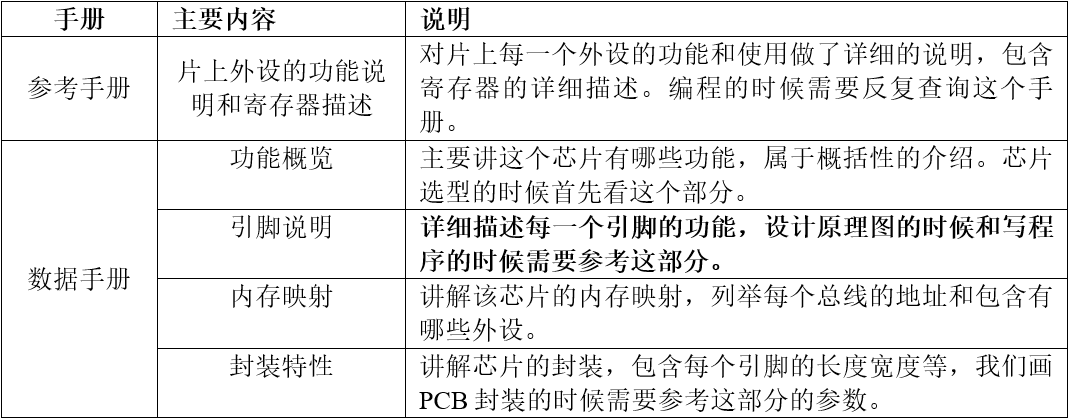 手册 主要内容 说明
参考手册
片上外设的功能说
明和寄存器描述
对片上每一个外设的功能和使用做了详细的说明，包含
寄存器的详细描述。编程的时候需要反复查询这个手
册。
数据手册
功能概览
主要讲这个芯片有哪些功能，属于概括性的介绍。芯片
选型的时候首先看这个部分。
引脚说明
详细描述每一个引脚的功能，设计原理图的时候和写程
序的时候需要参考这部分。
内存映射
讲解该芯片的内存映射，列举每个总线的地址和包含有
哪些外设。
封装特性
讲解芯片的封装，包含每个引脚的长度宽度等，我们画
PCB 封装的时候需要参考这部分的参数。